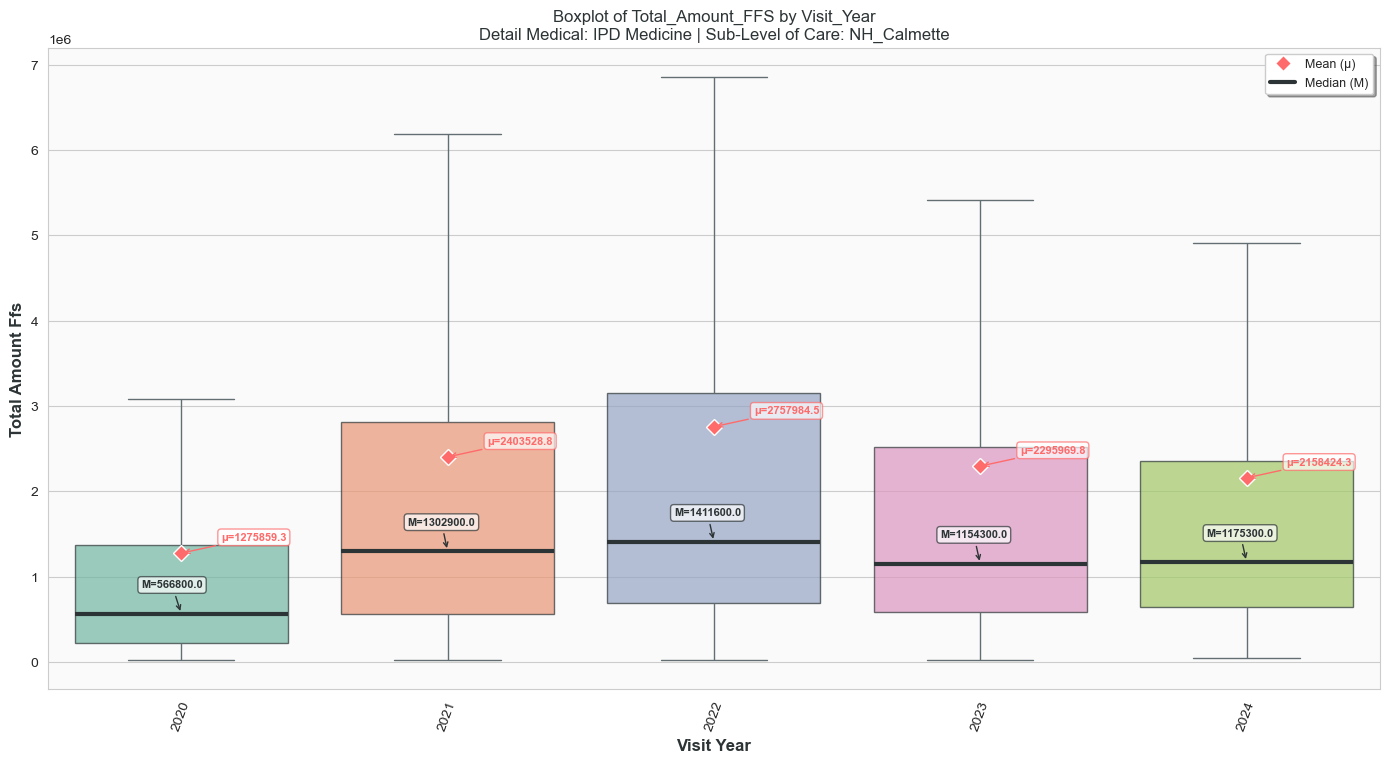 Boxplot of Total_Amount_FFS by Visit_Year
Detail Medical: IPD Medicine | Sub-Level of Care: NH_Calmette
1e6
Mean (μ)
Median (M)
7
6
5
4
3
2
1
0
Total Amount Ffs
μ=1275859.3
M=566800.0
μ=2403528.8
M=1302900.0
μ=2757984.5
M=1411600.0
μ=2295969.8
M=1154300.0
μ=2158424.3
M=1175300.0
2020
2021
2022
2023
2024
Visit Year